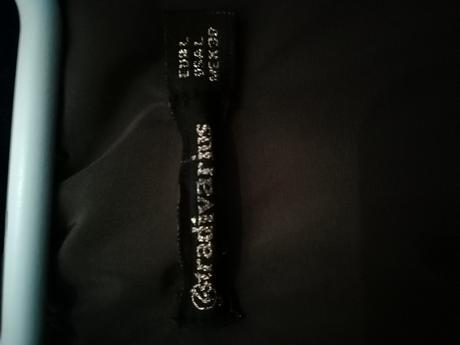 Stradivarius
EUR L
USA L
MEX 30